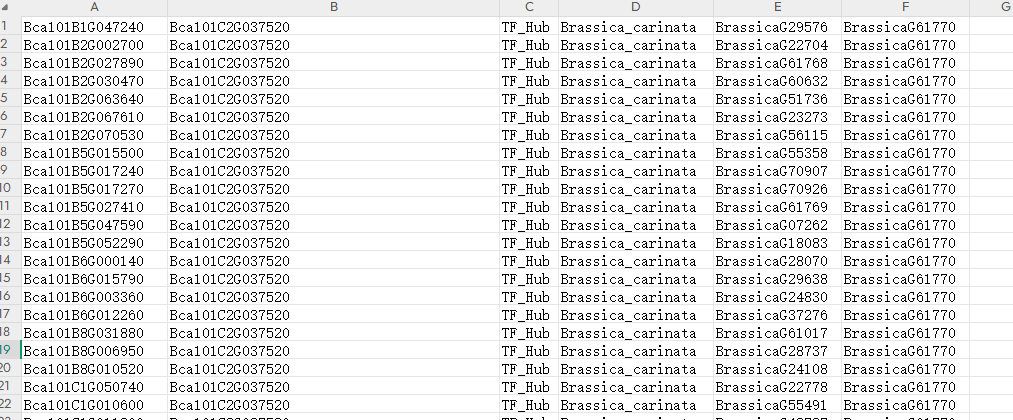 A B C D E F G
1 Bca101B1G047240 Bca101C2G037520 TF_Hub Brassica_carinata BrassicaG29576 BrassicaG61770
2 Bca101B2G002700 Bca101C2G037520 TF_Hub Brassica_carinata BrassicaG22704 BrassicaG61770
3 Bca101B2G027890 Bca101C2G037520 TF_Hub Brassica_carinata BrassicaG61768 BrassicaG61770
4 Bca101B2G030470 Bca101C2G037520 TF_Hub Brassica_carinata BrassicaG60632 BrassicaG61770
5 Bca101B2G063640 Bca101C2G037520 TF_Hub Brassica_carinata BrassicaG51736 BrassicaG61770
6 Bca101B2G067610 Bca101C2G037520 TF_Hub Brassica_carinata BrassicaG23273 BrassicaG61770
7 Bca101B2G070530 Bca101C2G037520 TF_Hub Brassica_carinata BrassicaG56115 BrassicaG61770
8 Bca101B5G015500 Bca101C2G037520 TF_Hub Brassica_carinata BrassicaG55358 BrassicaG61770
9 Bca101B5G017240 Bca101C2G037520 TF_Hub Brassica_carinata BrassicaG70907 BrassicaG61770
10 Bca101B5G017270 Bca101C2G037520 TF_Hub Brassica_carinata BrassicaG70926 BrassicaG61770
11 Bca101B5G027410 Bca101C2G037520 TF_Hub Brassica_carinata BrassicaG61769 BrassicaG61770
12 Bca101B5G047590 Bca101C2G037520 TF_Hub Brassica_carinata BrassicaG07262 BrassicaG61770
13 Bca101B5G052290 Bca101C2G037520 TF_Hub Brassica_carinata BrassicaG18083 BrassicaG61770
14 Bca101B6G000140 Bca101C2G037520 TF_Hub Brassica_carinata BrassicaG28070 BrassicaG61770
15 Bca101B6G015790 Bca101C2G037520 TF_Hub Brassica_carinata BrassicaG29638 BrassicaG61770
16 Bca101B6G003360 Bca101C2G037520 TF_Hub Brassica_carinata BrassicaG24830 BrassicaG61770
17 Bca101B6G012260 Bca101C2G037520 TF_Hub Brassica_carinata BrassicaG37276 BrassicaG61770
18 Bca101B8G031880 Bca101C2G037520 TF_Hub Brassica_carinata BrassicaG61017 BrassicaG61770
19 Bca101B8G006950 Bca101C2G037520 TF_Hub Brassica_carinata BrassicaG28737 BrassicaG61770
20 Bca101B8G010520 Bca101C2G037520 TF_Hub Brassica_carinata BrassicaG24108 BrassicaG61770
21 Bca101C1G050740 Bca101C2G037520 TF_Hub Brassica_carinata BrassicaG22778 BrassicaG61770
22 Bca101C1G010600 Bca101C2G037520 TF_Hub Brassica_carinata BrassicaG55491 BrassicaG61770